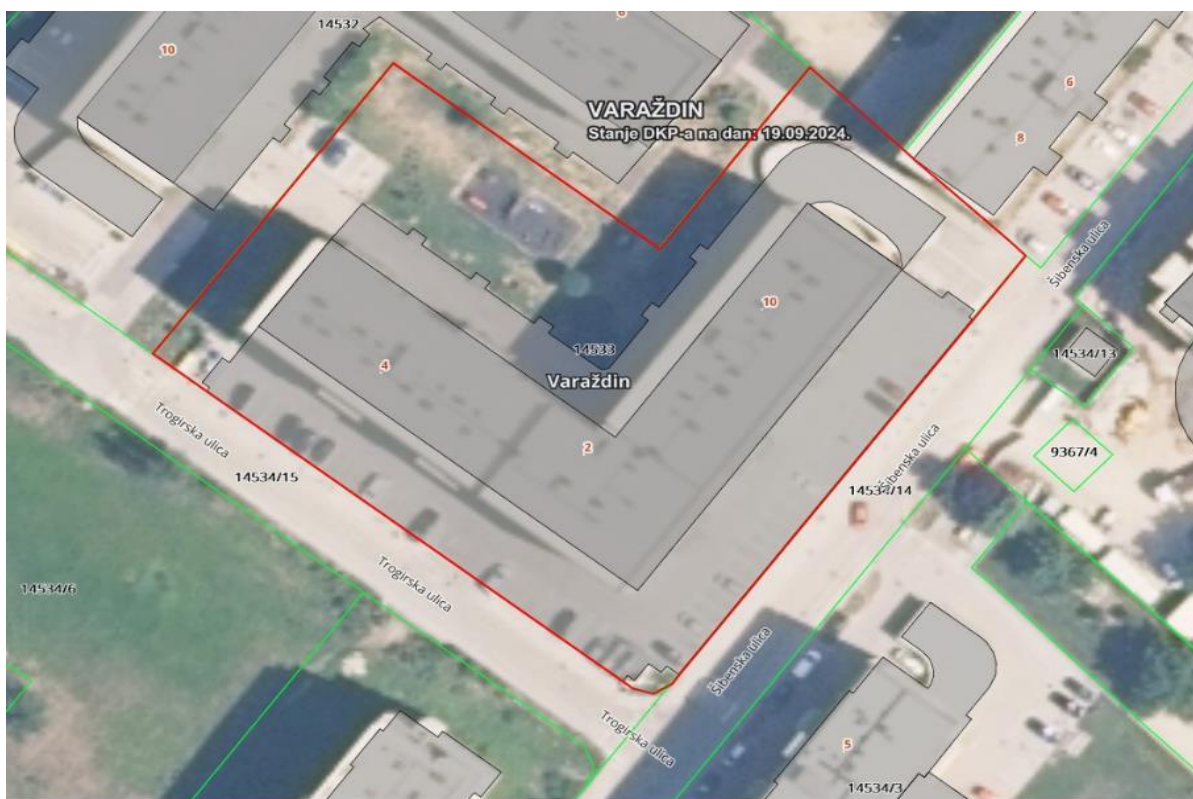 14532
6
10
6
VARAŽDIN
Stanje DKP-a na dan: 19.09.2024.
8
Šibenska ulica
10
14533
14534/13
4
Varaždin
Trogirska ulica
2
9367/4
Šibenska ulica
14534/15
14534/14
Trogirska ulica
14534/6
Šibenska ulica
Trogirska ulica
5
14534/3